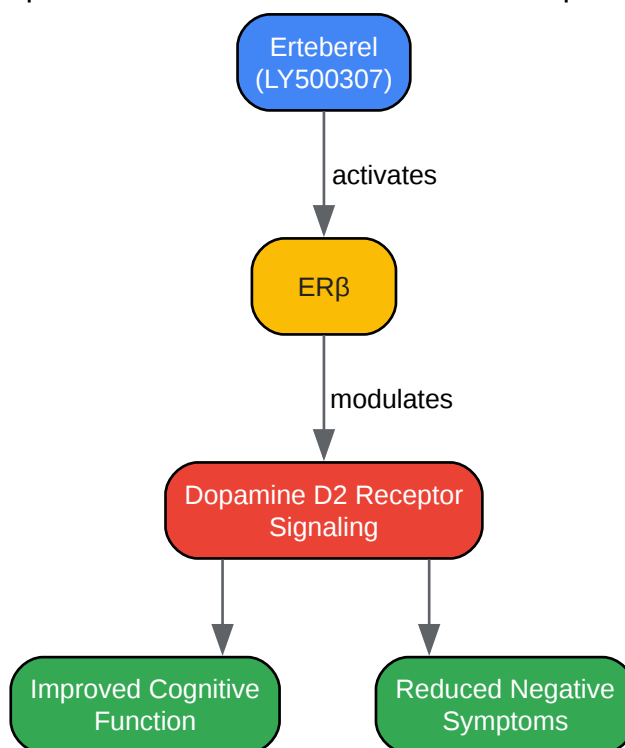 Erteberel
(LY500307)
activates
ERβ
modulates
Dopamine D2 Receptor
Signaling
Improved Cognitive
Function
Reduced Negative
Symptoms